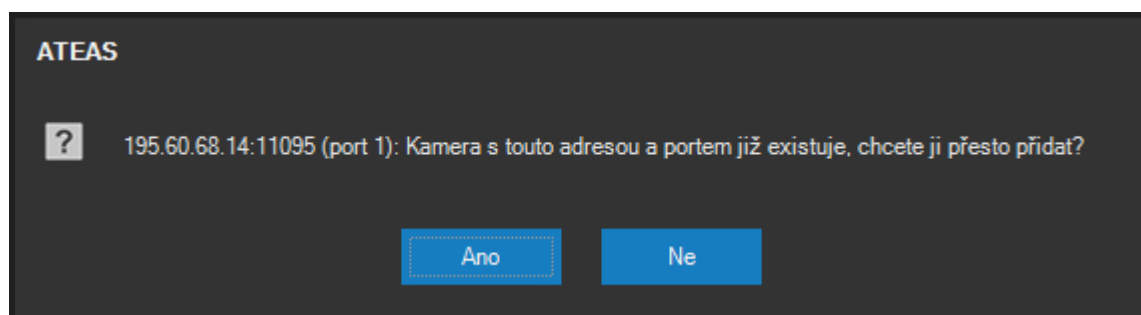 ATEAS
? 195.60.68.14:11095 (port 1): Kamera s touto adresou a portem již existuje, chcete ji přesto přidat?
Ano Ne